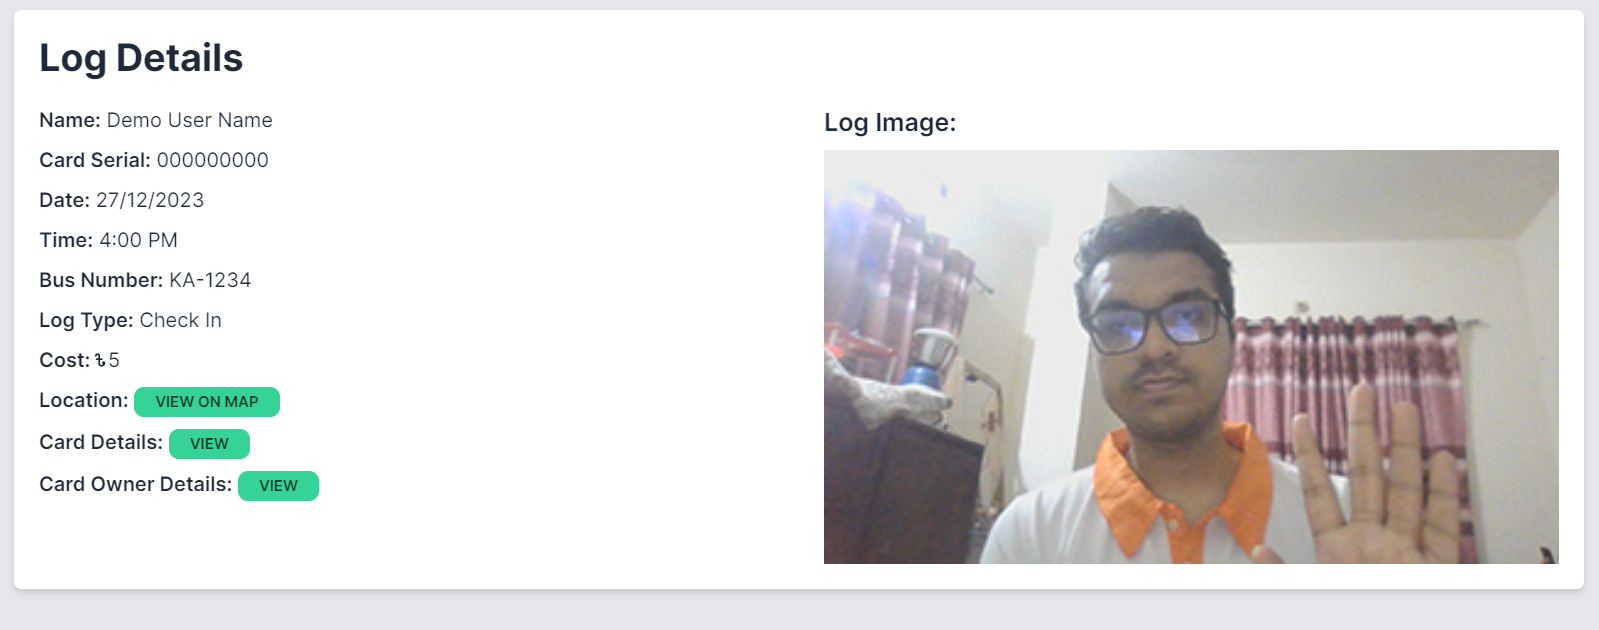 Log Details
Name: Demo User Name
Card Serial: 000000000
Date: 27/12/2023
Time: 4:00 PM
Bus Number: KA-1234
Log Type: Check In
Cost: ৳5
Location: VIEW ON MAP
Card Details: VIEW
Card Owner Details: VIEW
Log Image: